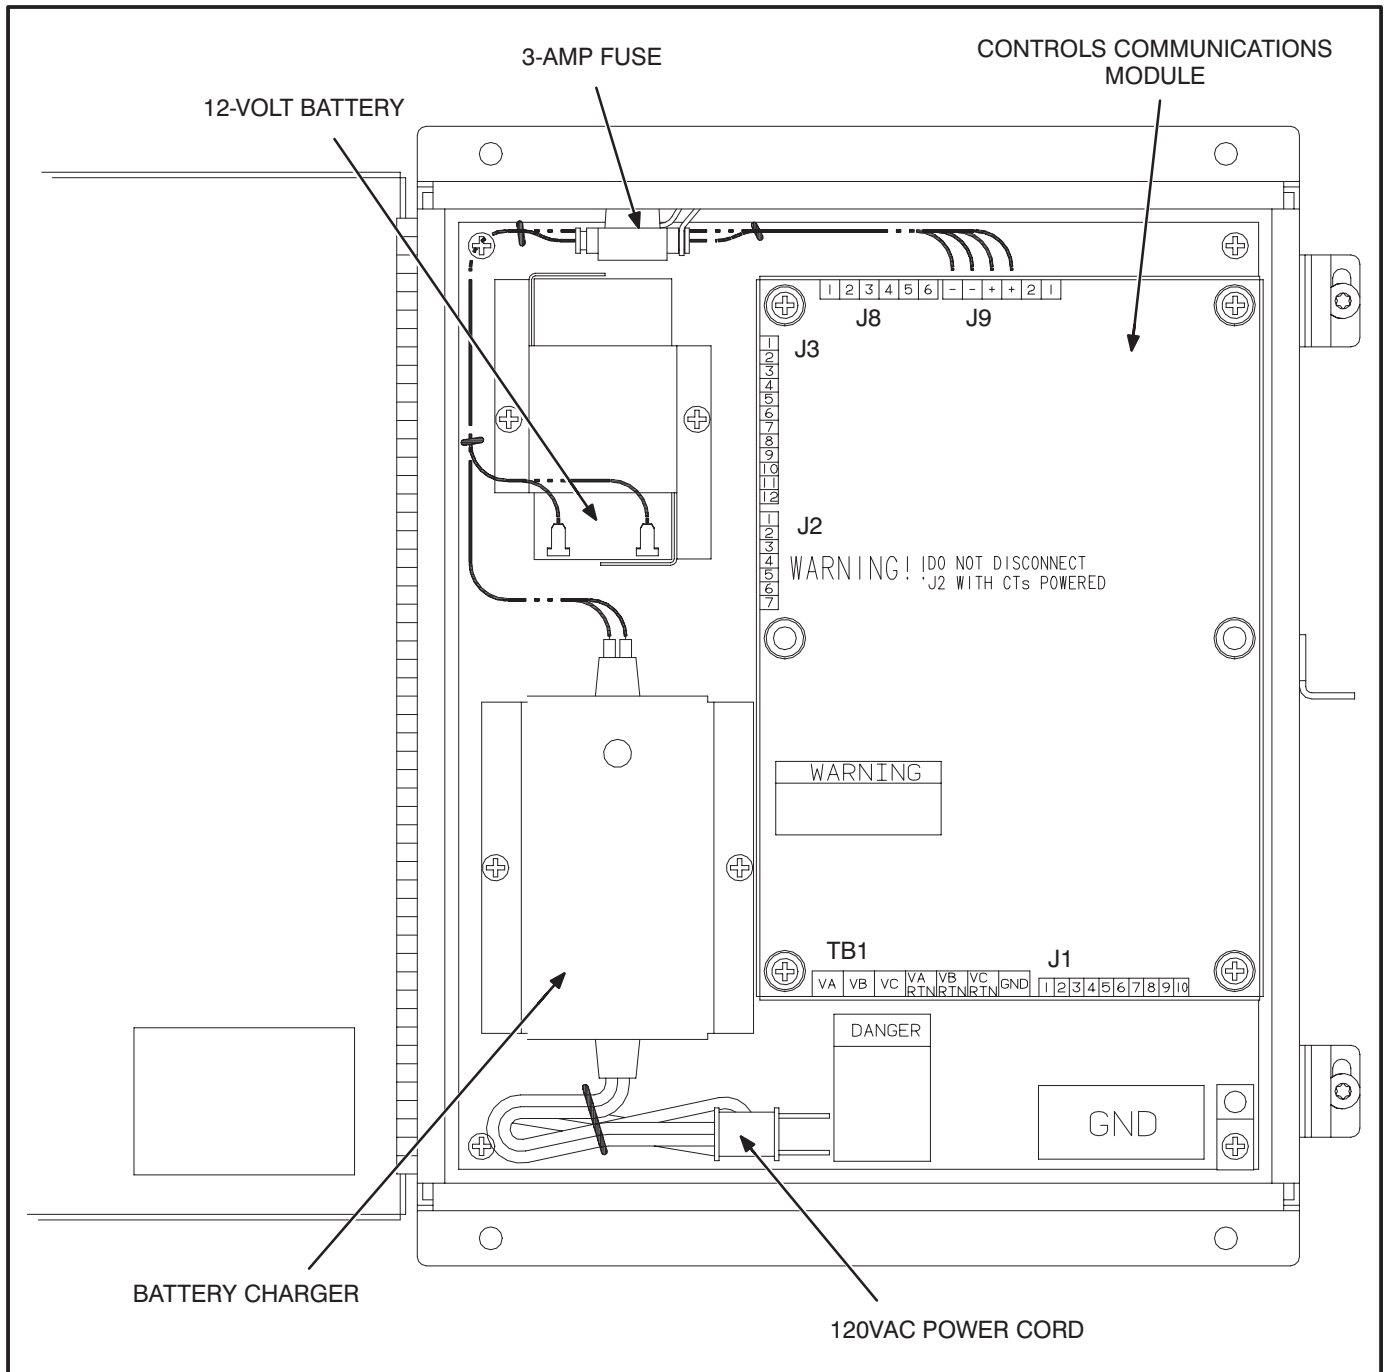 CONTROLS COMMUNICATIONS
MODULE
3-AMP FUSE
12-VOLT BATTERY
1 2 3 4 5 6
- - + + 2 1
J8
J9
J3
1
2
3
4
5
6
7
8
9
10
11
12
J2
1
2
3
4
5
6
7
WARNING!! DO NOT DISCONNECT
J2 WITH CTs POWERED
WARNING
TB1
J1
VA VB VC VA RTN VB RTN VC RTN GND
1 2 3 4 5 6 7 8 9 10
DANGER
GND
BATTERY CHARGER
120VAC POWER CORD